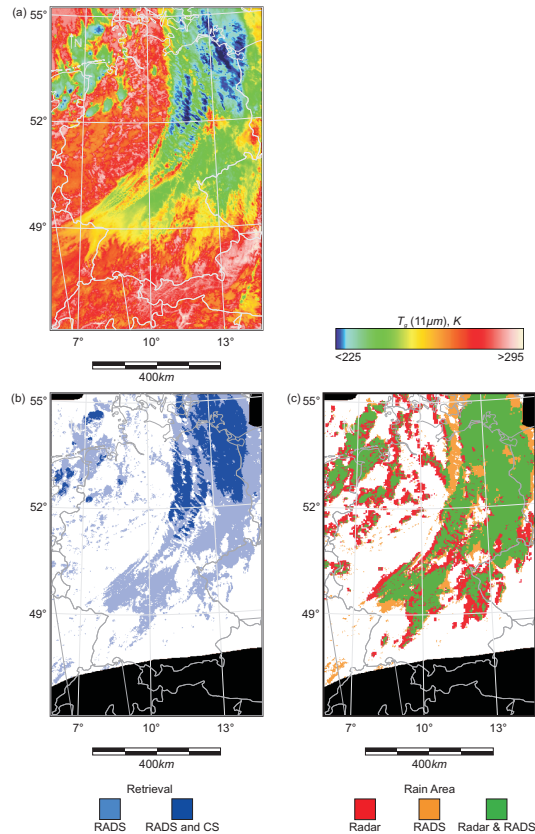 (a)
55°
52°
49°
7° 10° 13°
400km
T_a (11µm), K
<225 >295
(b) (c)
55° 55°
52° 52°
49° 49°
7° 10° 13° 7° 10° 13°
400km 400km
Retrieval Rain Area
RADS RADS and CS Radar RADS Radar & RADS